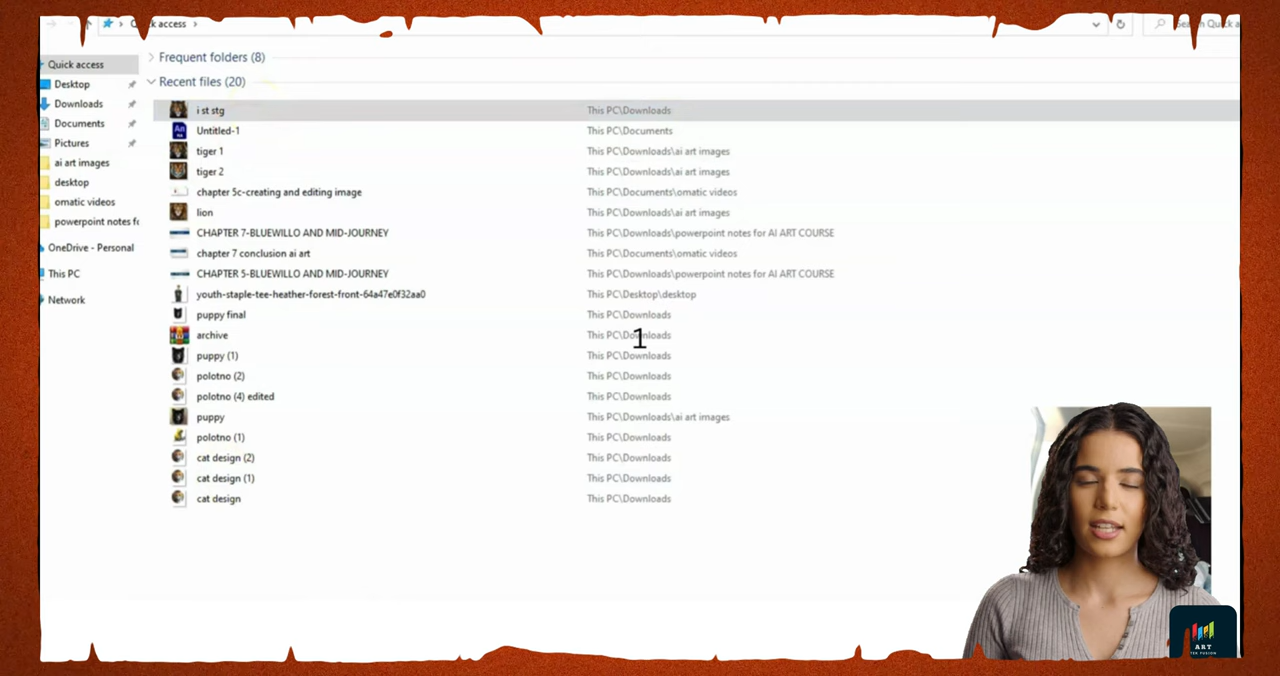 Quick access
Frequent folders (8)
Quick access
Recent files (20)
Desktop
Downloads
Documents
Pictures
ai art images
desktop
omatic videos
powerpoint notes fo
OneDrive - Personal
This PC
Network
i st stg This PC\Downloads
Untitled-1 This PC\Documents
tiger 1 This PC\Downloads\ai art images
tiger 2 This PC\Downloads\ai art images
chapter 5c-creating and editing image This PC\Documents\omatic videos
lion This PC\Downloads\ai art images
CHAPTER 7-BLUEWILLO AND MID-JOURNEY This PC\Downloads\powerpoint notes for AI ART COURSE
chapter 7 conclusion ai art This PC\Documents\omatic videos
CHAPTER 5-BLUEWILLO AND MID-JOURNEY This PC\Downloads\powerpoint notes for AI ART COURSE
youth-staple-tee-heather-forest-front-64a47e0f32aa0 This PC\Desktop\desktop
puppy final This PC\Downloads
archive This PC\Downloads
1
puppy (1) This PC\Downloads
polotno (2) This PC\Downloads
polotno (4) edited This PC\Downloads
puppy This PC\Downloads\ai art images
polotno (1) This PC\Downloads
cat design (2) This PC\Downloads
cat design (1) This PC\Downloads
cat design This PC\Downloads
An
ART